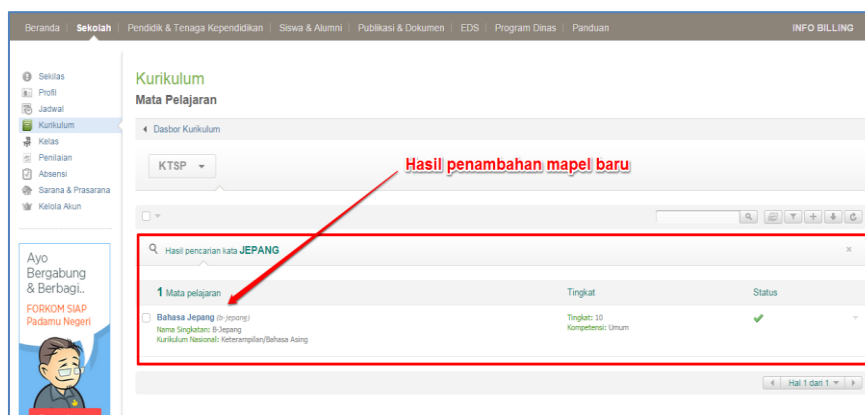 Beranda | Sekolah | Pendidik & Tenaga Kependidikan | Siswa & Alumni | Publikasi & Dokumen | EDS | Program Dinas | Panduan INFO BILLING
Sekilas
Profil
Jadwal
Kurikulum
Kelas
Penilaian
Absensi
Sarana & Prasarana
Kelola Akun
Ayo
Bergabung
& Berbagi..
FORKOM SIAP
Padamu Negeri
Kurikulum
Mata Pelajaran
Dasbor Kurikulum
KTSP
Hasil penambahan mapel baru
Hasil pencarian kata JEPANG
1 Mata pelajaran Tingkat Status
Bahasa Jepang (b-jepang) Tingkat: 10
Nama Singkatan: B-Jepang Kompetensi: Umum
Kurikulum Nasional: Keterampilan/Bahasa Asing
Hal 1 dari 1